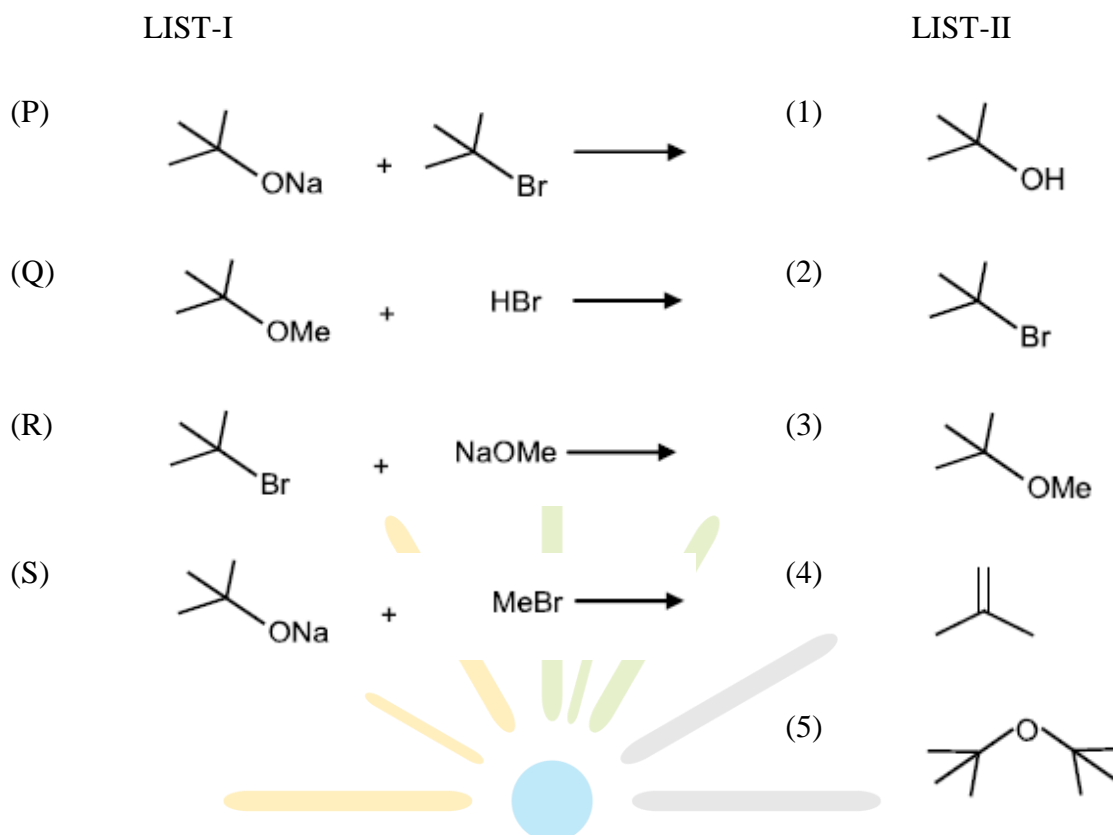 LIST-I LIST-II
(P) ONa + Br (1) OH
(Q) OMe + HBr (2) Br
(R) Br + NaOMe (3) OMe
(S) ONa + MeBr (4)
(5) O